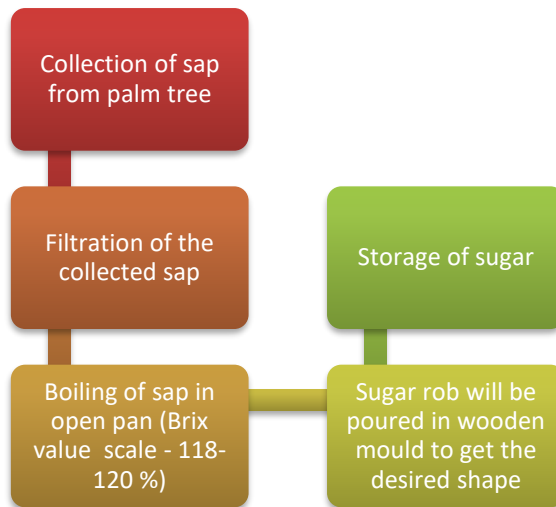 Collection of sap
from palm tree
Filtration of the
collected sap
Boiling of sap in
open pan (Brix
value scale - 118-
120 %)
Sugar rob will be
poured in wooden
mould to get the
desired shape
Storage of sugar